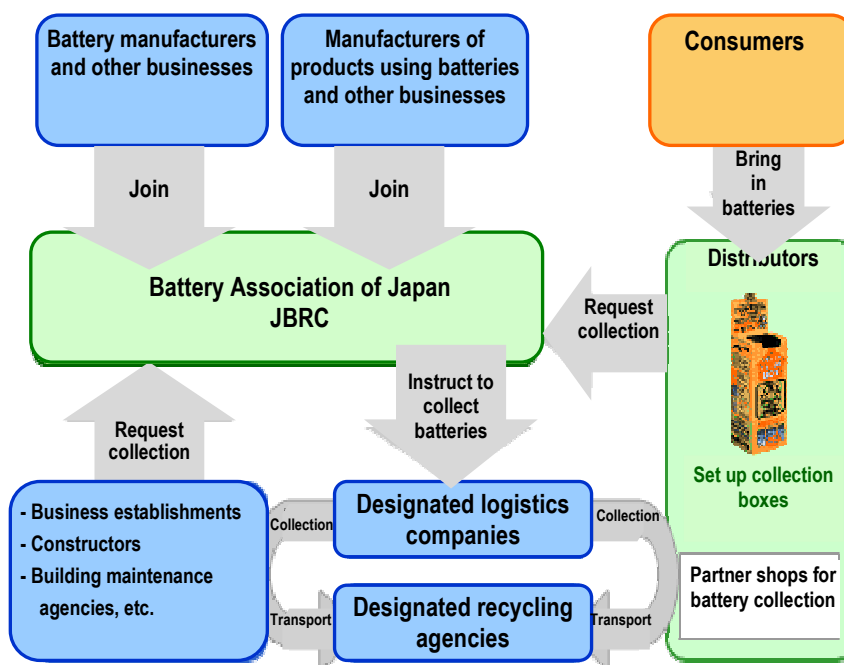 Battery manufacturers
and other businesses
Manufacturers of
products using batteries
and other businesses
Consumers
Join
Join
Bring
in
batteries
Battery Association of Japan
JBRC
Request
collection
Distributors
Instruct to
collect
batteries
Request
collection
Set up collection
boxes
- Business establishments
- Constructors
- Building maintenance
agencies, etc.
Collection
Designated logistics
companies
Collection
Transport
Designated recycling
agencies
Transport
Partner shops for
battery collection